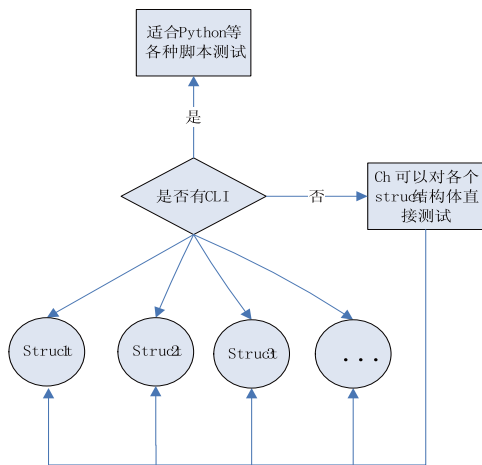 适合Python等
各种脚本测试
是
是否有CLI
否
Ch 可以对各个
struct结构体直
接测试
Struct1
Struct2
Struct3
...